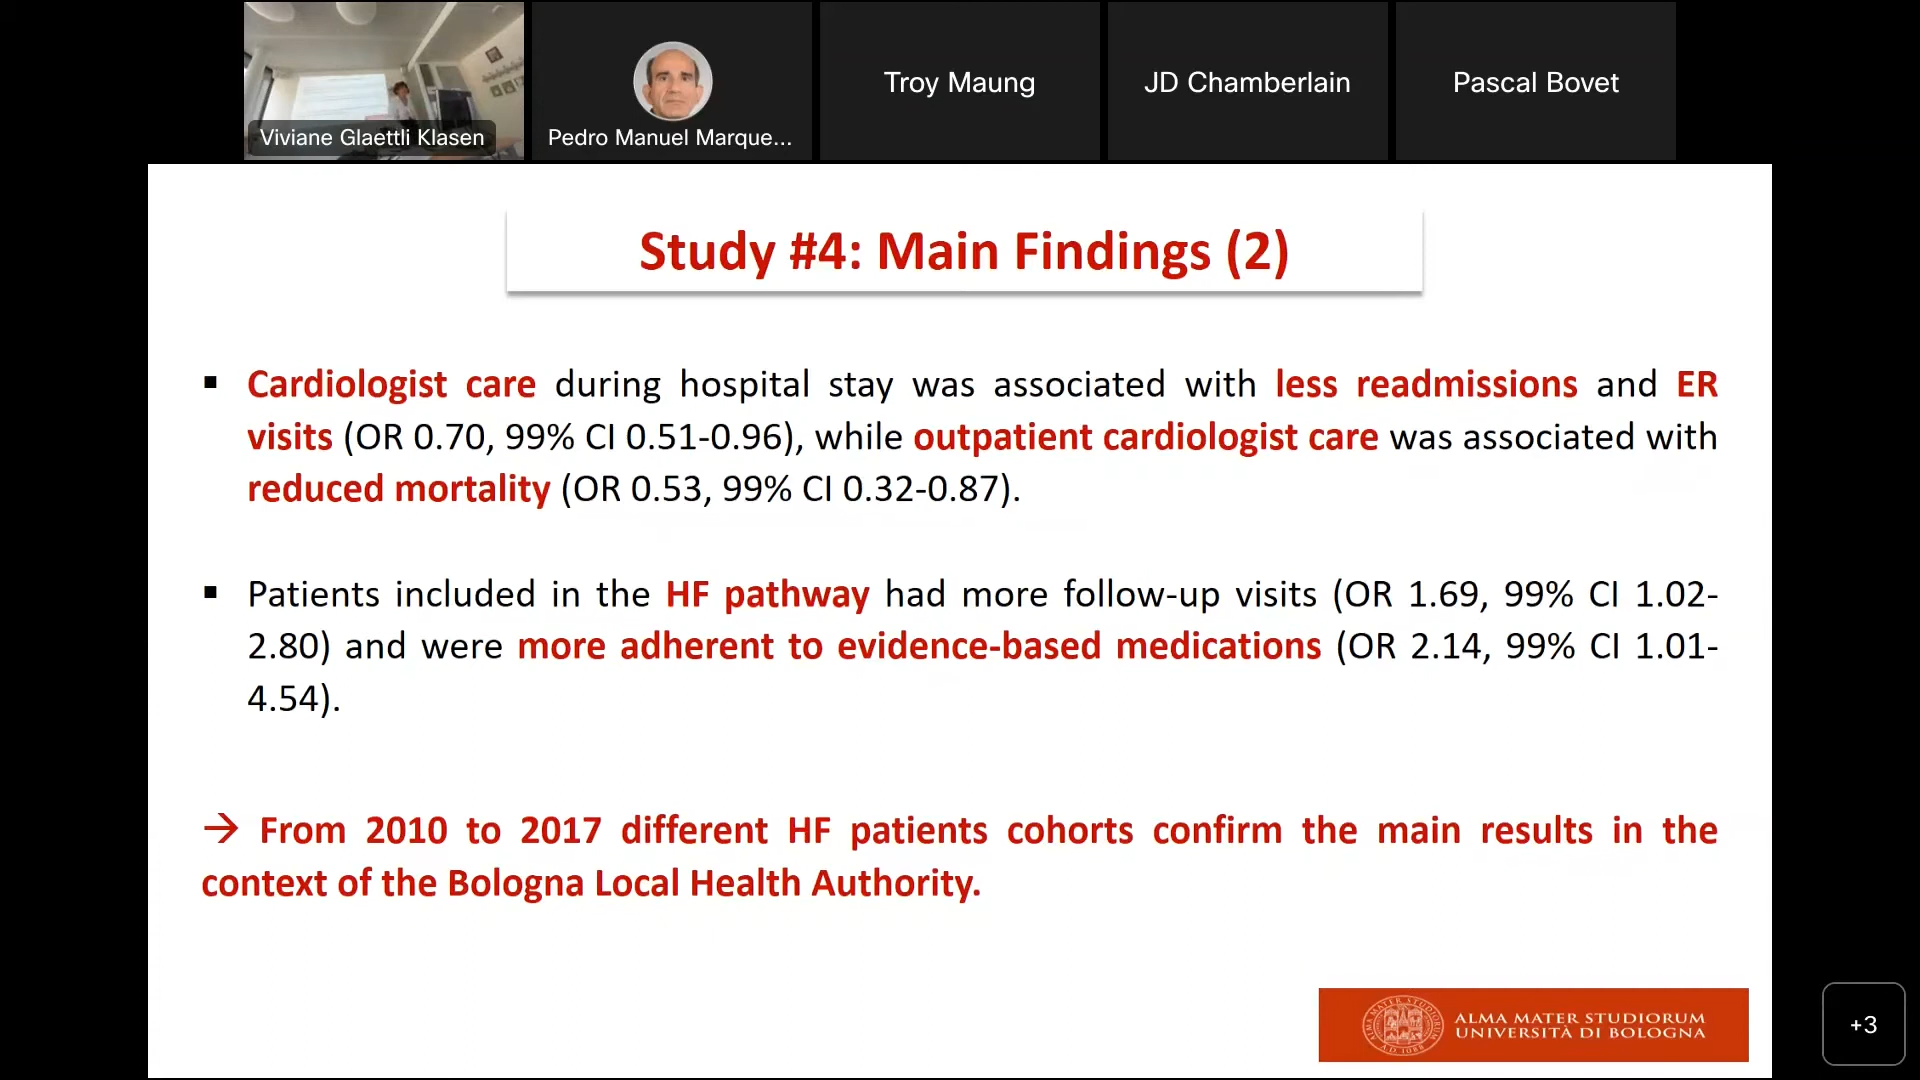 Viviane Glaettli Klasen
Pedro Manuel Marque...
Troy Maung
JD Chamberlain
Pascal Bovet
Study #4: Main Findings (2)
▪ Cardiologist care during hospital stay was associated with less readmissions and ER
visits (OR 0.70, 99% CI 0.51-0.96), while outpatient cardiologist care was associated with
reduced mortality (OR 0.53, 99% CI 0.32-0.87).
▪ Patients included in the HF pathway had more follow-up visits (OR 1.69, 99% CI 1.02-
2.80) and were more adherent to evidence-based medications (OR 2.14, 99% CI 1.01-
4.54).
→ From 2010 to 2017 different HF patients cohorts confirm the main results in the
context of the Bologna Local Health Authority.
ALMA MATER STUDIORUM
UNIVERSITÀ DI BOLOGNA
+3